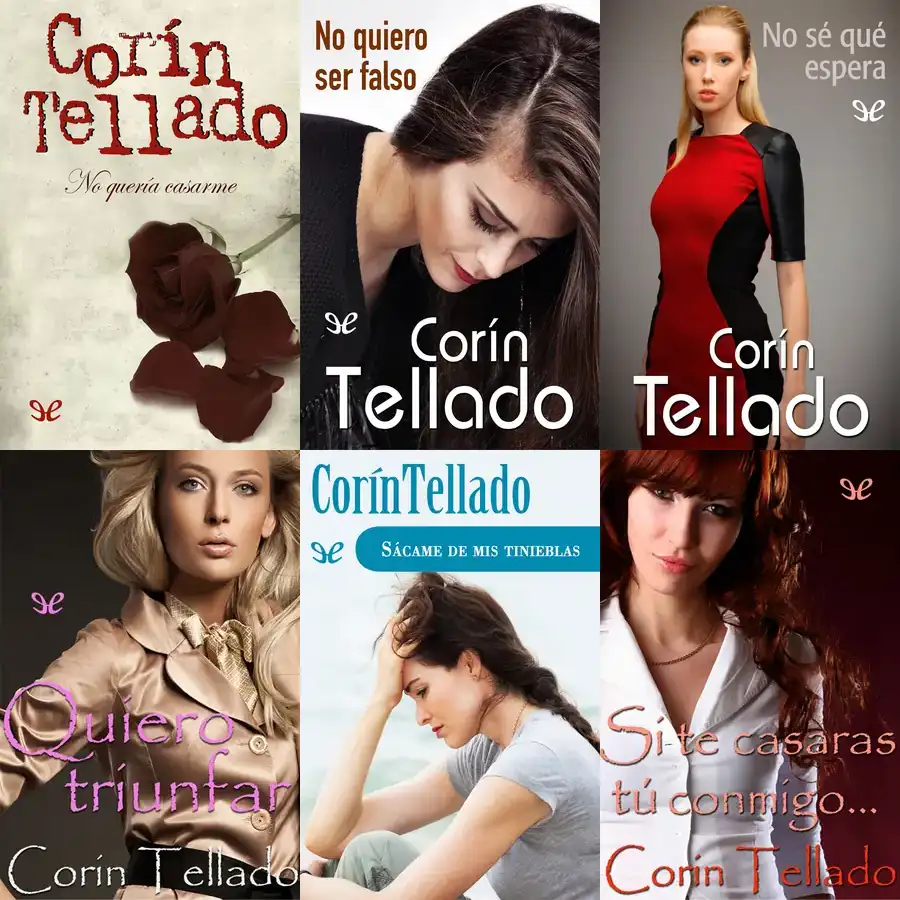 Corín
Tellado
No quería casarme
No quiero
ser falso
Corín
Tellado
No sé qué
espera
Corín
Tellado
Quiero
triunfar
Corín Tellado
CorínTellado
SÁCAME DE MIS TINIEBLAS
Si te casaras
tú conmigo...
Corín Tellado